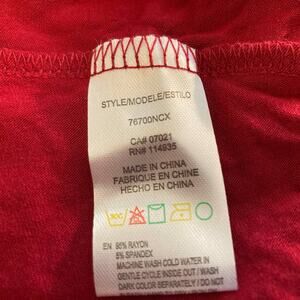 STYLE/MODELE/ESTILO
76700NCX
CA# 07021
RN# 114935
MADE IN CHINA
FABRIQUE EN CHINE
HECHO EN CHINA
30C
EN 95% RAYON
5% SPANDEX
MACHINE WASH COLD WATER IN
GENTLE CYCLE INSIDE OUT / WASH
DARK COLOR SEPARATELY / DO NOT